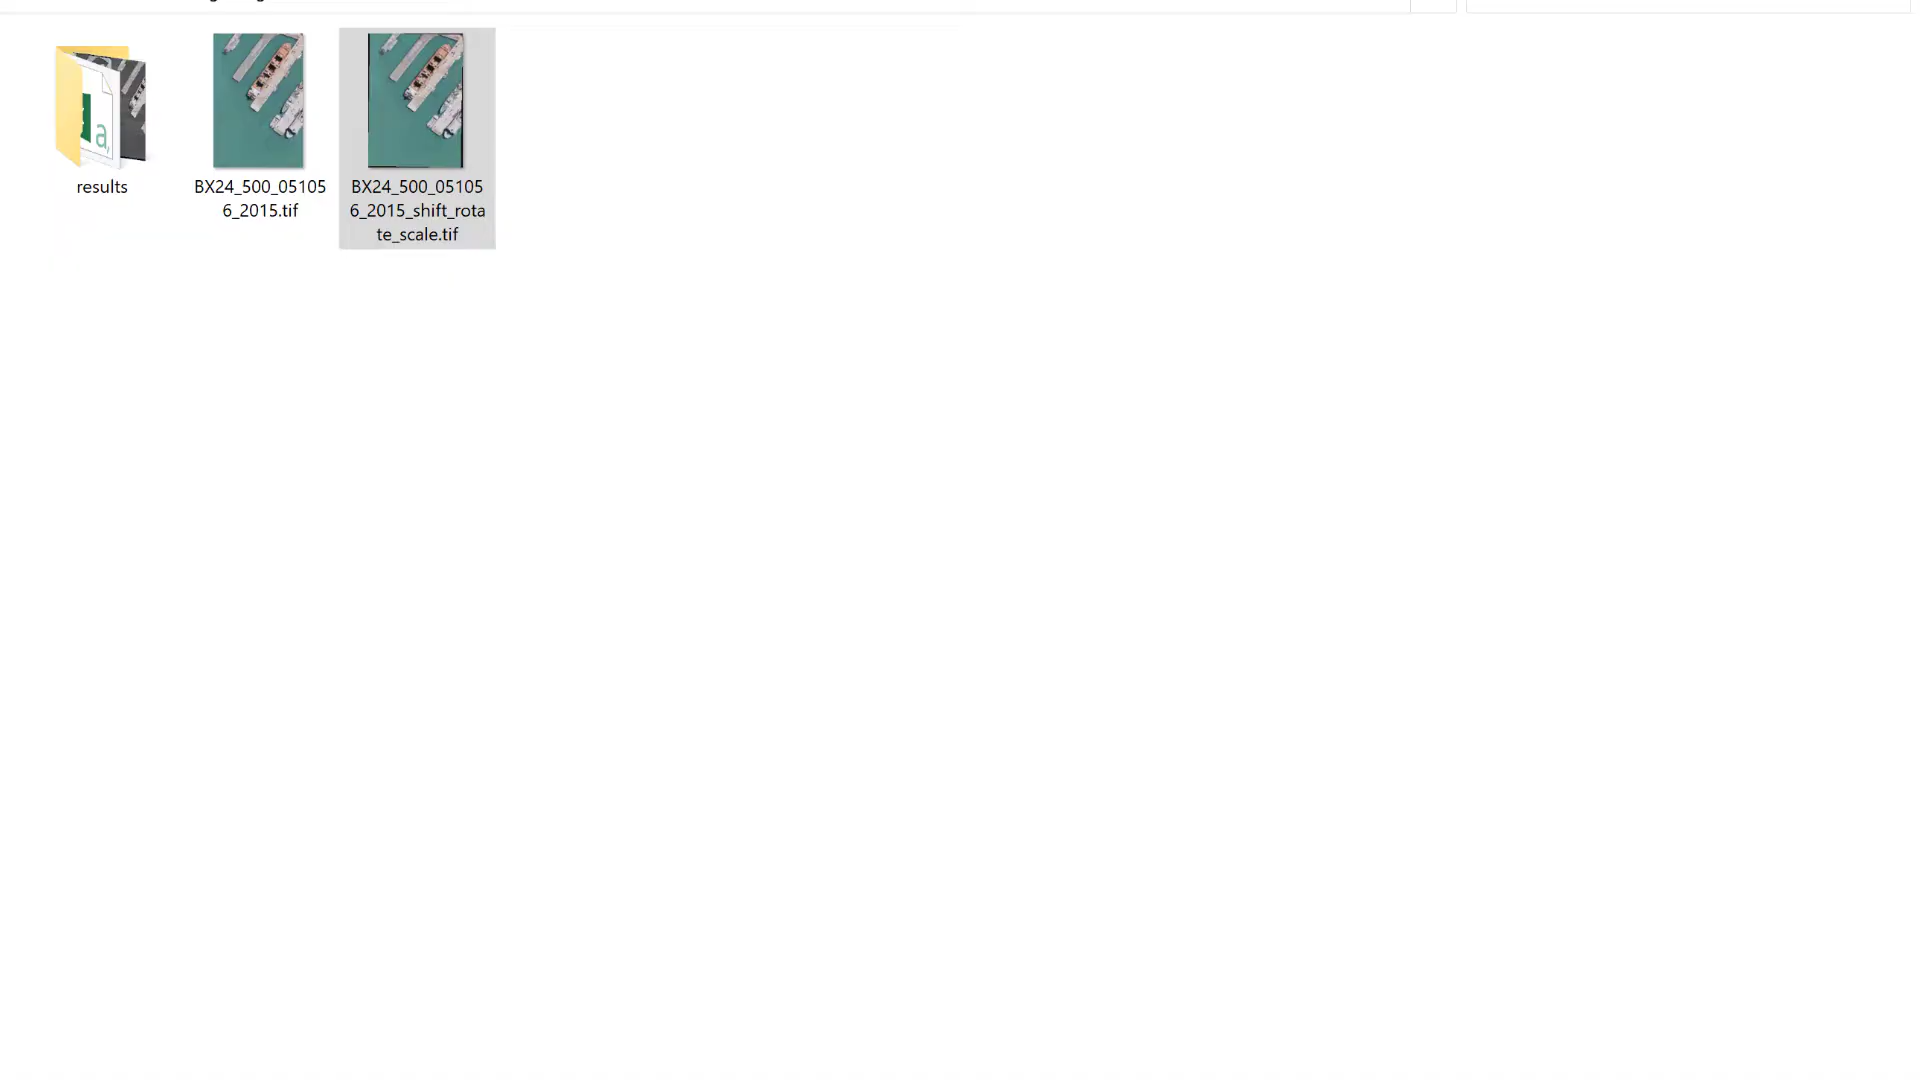 results
BX24_500_05105
6_2015.tif
BX24_500_05105
6_2015_shift_rota
te_scale.tif